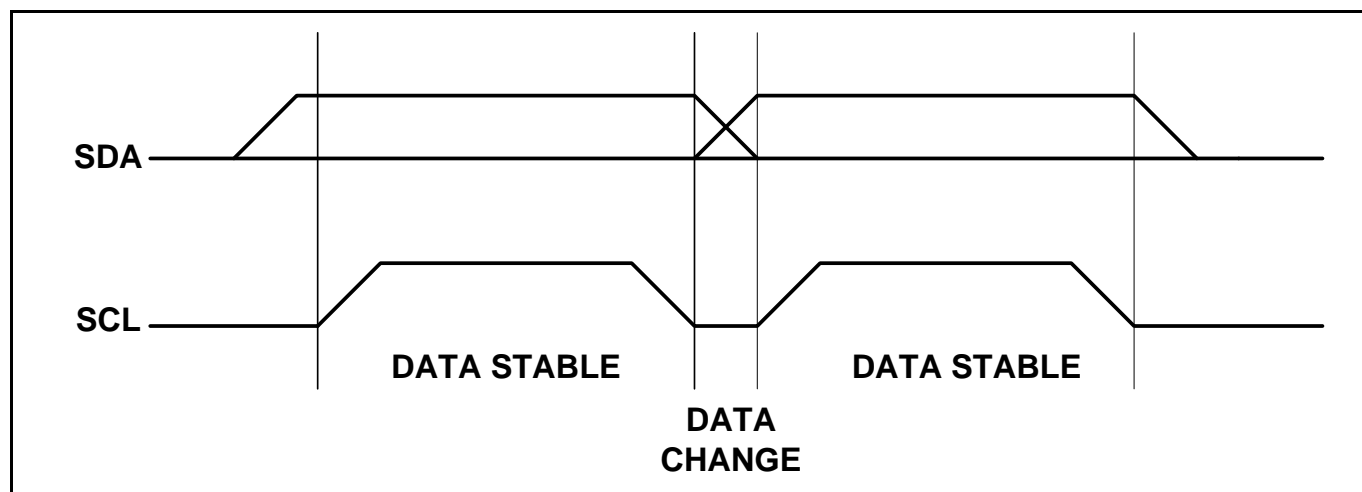 SDA
SCL
DATA STABLE
DATA STABLE
DATA
CHANGE